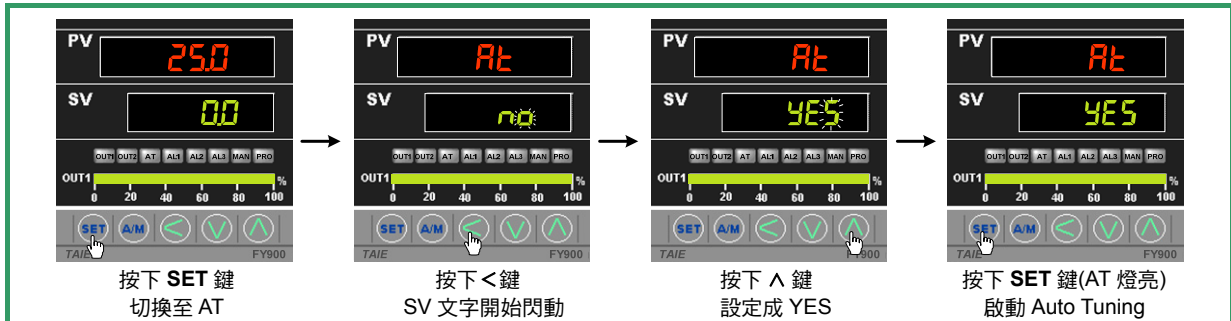 PV
25.0
SV
0.0
OUT1 OUT2 AT AL1 AL2 AL3 MAN PRO
OUT1
%
0 20 40 60 80 100
SET A/M
TAIE FY900
按下 SET 鍵
切換至 AT
PV
At
SV
no
OUT1 OUT2 AT AL1 AL2 AL3 MAN PRO
OUT1
%
0 20 40 60 80 100
SET A/M <
TAIE FY900
按下<鍵
SV 文字開始閃動
PV
At
SV
YES
OUT1 OUT2 AT AL1 AL2 AL3 MAN PRO
OUT1
%
0 20 40 60 80 100
SET A/M
TAIE FY900
按下 ∧ 鍵
設定成 YES
PV
At
SV
YES
OUT1 OUT2 AT AL1 AL2 AL3 MAN PRO
OUT1
%
0 20 40 60 80 100
SET A/M
TAIE FY900
按下 SET 鍵(AT 燈亮)
啟動 Auto Tuning